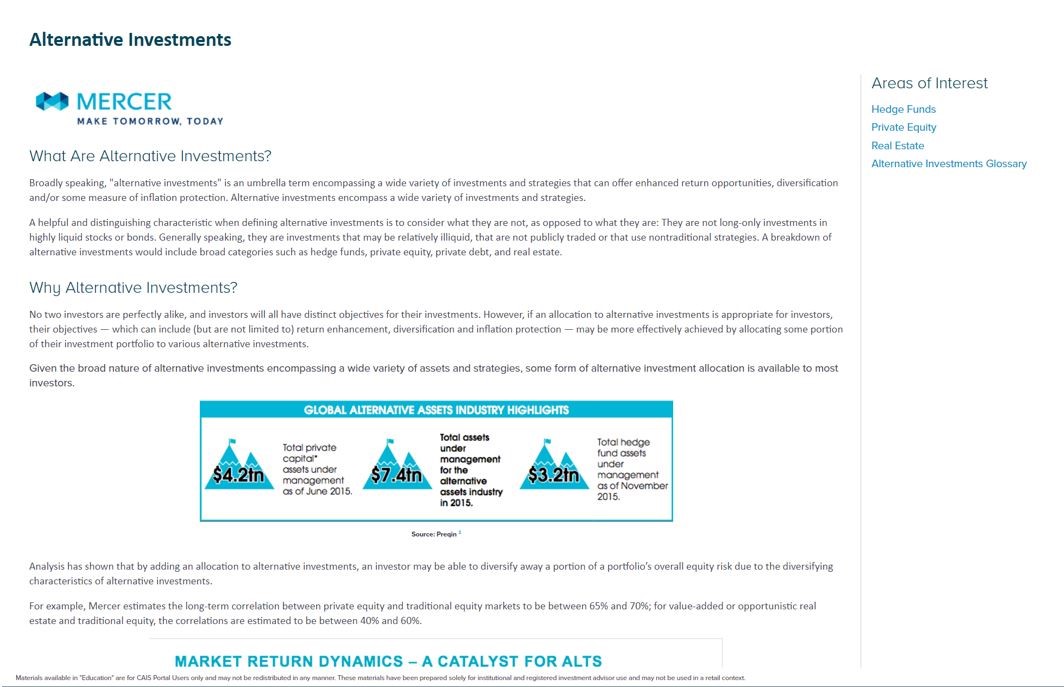 Alternative Investments
MERCER
MAKE TOMORROW, TODAY
What Are Alternative Investments?
Broadly speaking, "alternative investments" is an umbrella term encompassing a wide variety of investments and strategies that can offer enhanced return opportunities, diversification
and/or some measure of inflation protection. Alternative investments encompass a wide variety of investments and strategies.
A helpful and distinguishing characteristic when defining alternative investments is to consider what they are not, as opposed to what they are: They are not long-only investments in
highly liquid stocks or bonds. Generally speaking, they are investments that may be relatively illiquid, that are not publicly traded or that use nontraditional strategies. A breakdown of
alternative investments would include broad categories such as hedge funds, private equity, private debt, and real estate.
Why Alternative Investments?
No two investors are perfectly alike, and investors will all have distinct objectives for their investments. However, if an allocation to alternative investments is appropriate for investors,
their objectives — which can include (but are not limited to) return enhancement, diversification and inflation protection — may be more effectively achieved by allocating some portion
of their investment portfolio to various alternative investments.
Given the broad nature of alternative investments encompassing a wide variety of assets and strategies, some form of alternative investment allocation is available to most
investors.
GLOBAL ALTERNATIVE ASSETS INDUSTRY HIGHLIGHTS
$4.2tn
Total private
capital*
assets under
management
as of June 2015.
$7.4tn
Total assets
under
management
for the
alternative
assets industry
in 2015.
$3.2tn
Total hedge
fund assets
under
management
as of November
2015.
Source: Preqin
Analysis has shown that by adding an allocation to alternative investments, an investor may be able to diversify away a portion of a portfolio's overall equity risk due to the diversifying
characteristics of alternative investments.
For example, Mercer estimates the long-term correlation between private equity and traditional equity markets to be between 65% and 70%; for value-added or opportunistic real
estate and traditional equity, the correlations are estimated to be between 40% and 60%.
MARKET RETURN DYNAMICS – A CATALYST FOR ALTS
Areas of Interest
Hedge Funds
Private Equity
Real Estate
Alternative Investments Glossary
Materials available in "Education" are for CAIS Portal Users only and may not be redistributed in any manner. These materials have been prepared solely for institutional and registered investment advisor use and may not be used in a retail context.